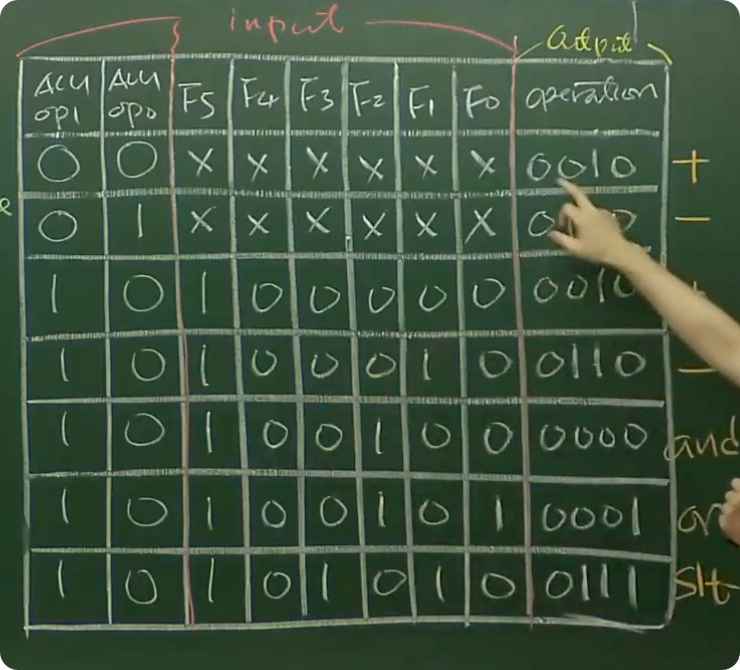 input
output
ALU op1 ALU op0 F5 F4 F3 F2 F1 F0 operation
0 0 x x x x x x 0010 +
0 1 x x x x x x 0 0 −
1 0 1 0 0 0 0 0 0010
1 0 1 0 0 0 1 0 0110 −
1 0 1 0 0 1 0 0 0000 and
1 0 1 0 0 1 0 1 0001 or
1 0 1 0 1 0 1 0 0111 slt